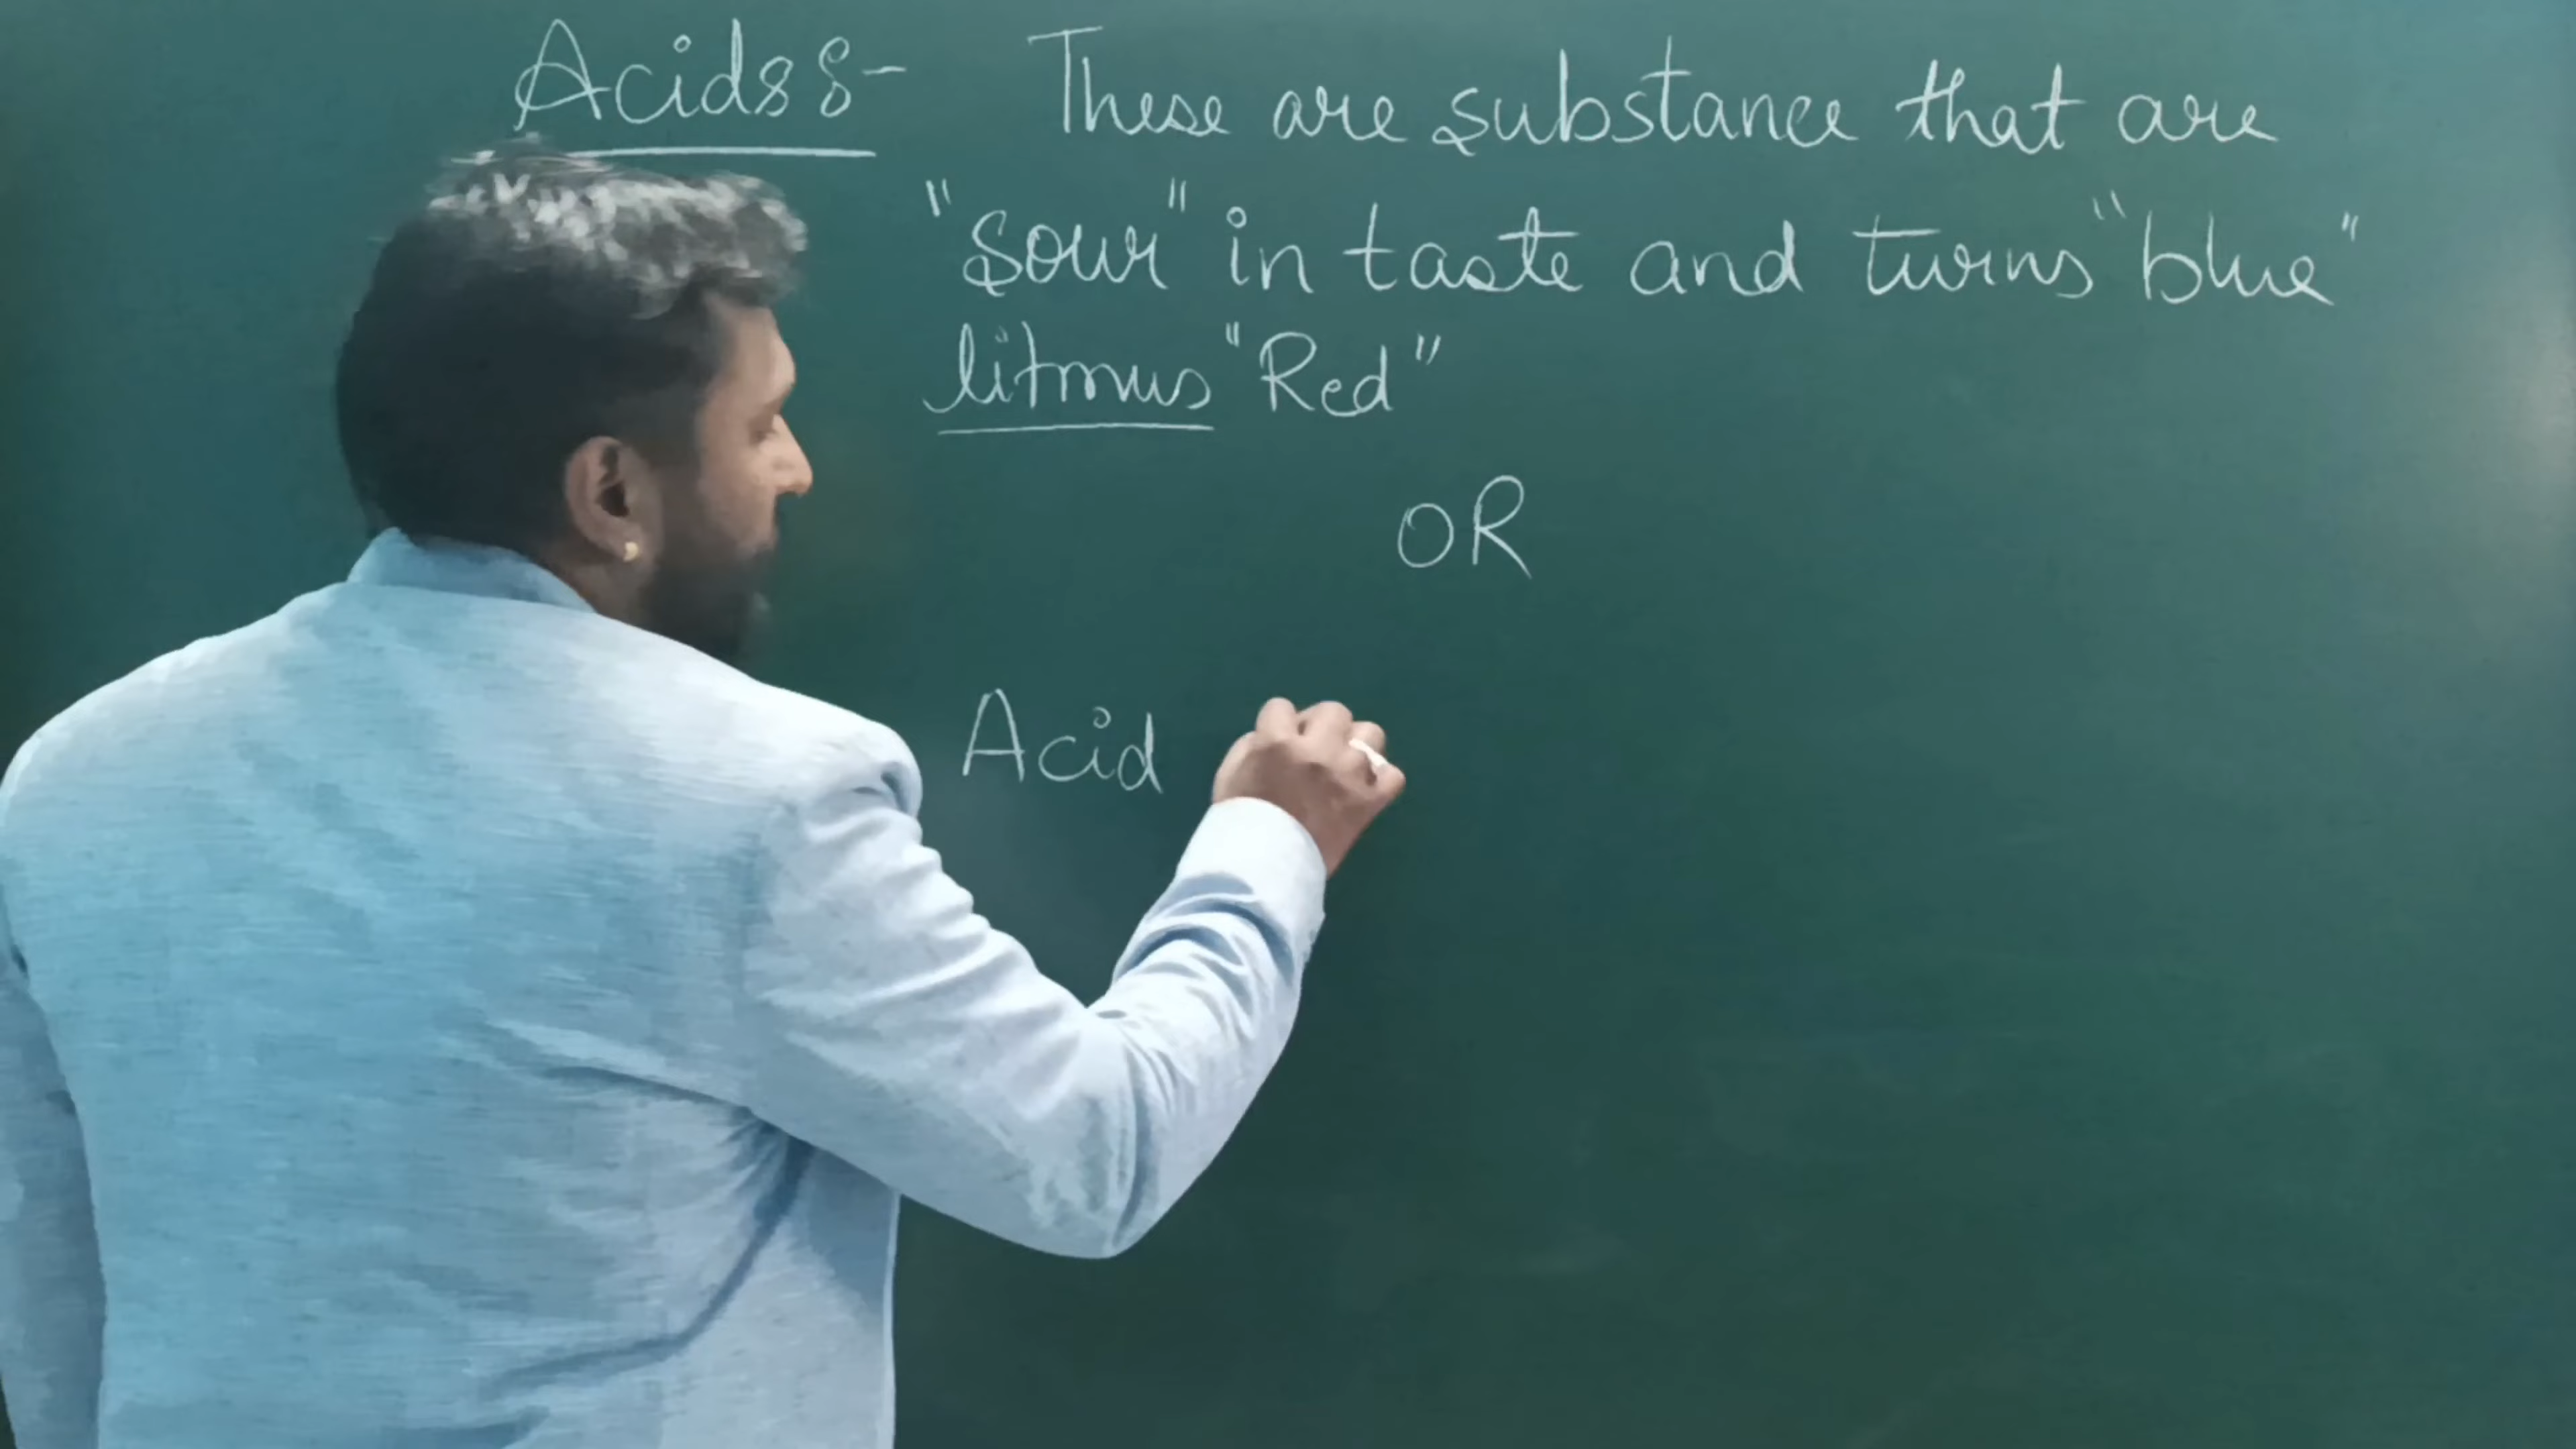 Acids :- These are substance that are
"Sour" in taste and turns "blue"
litmus "Red"
OR
Acid